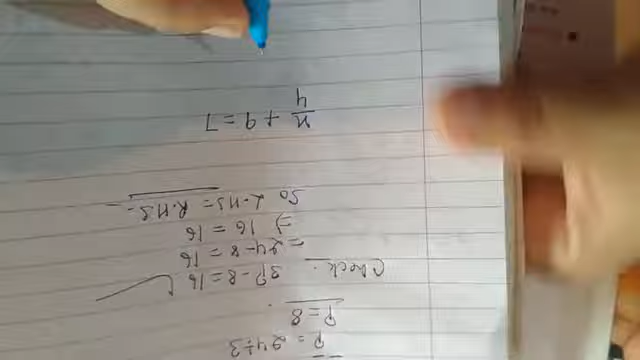 P = 24÷3
P = 8
Check. 3P - 8 = 16
= 24 - 8 = 16
⇒ 16 = 16
So L.H.S = R.H.S.
n/4 + 9 = 7